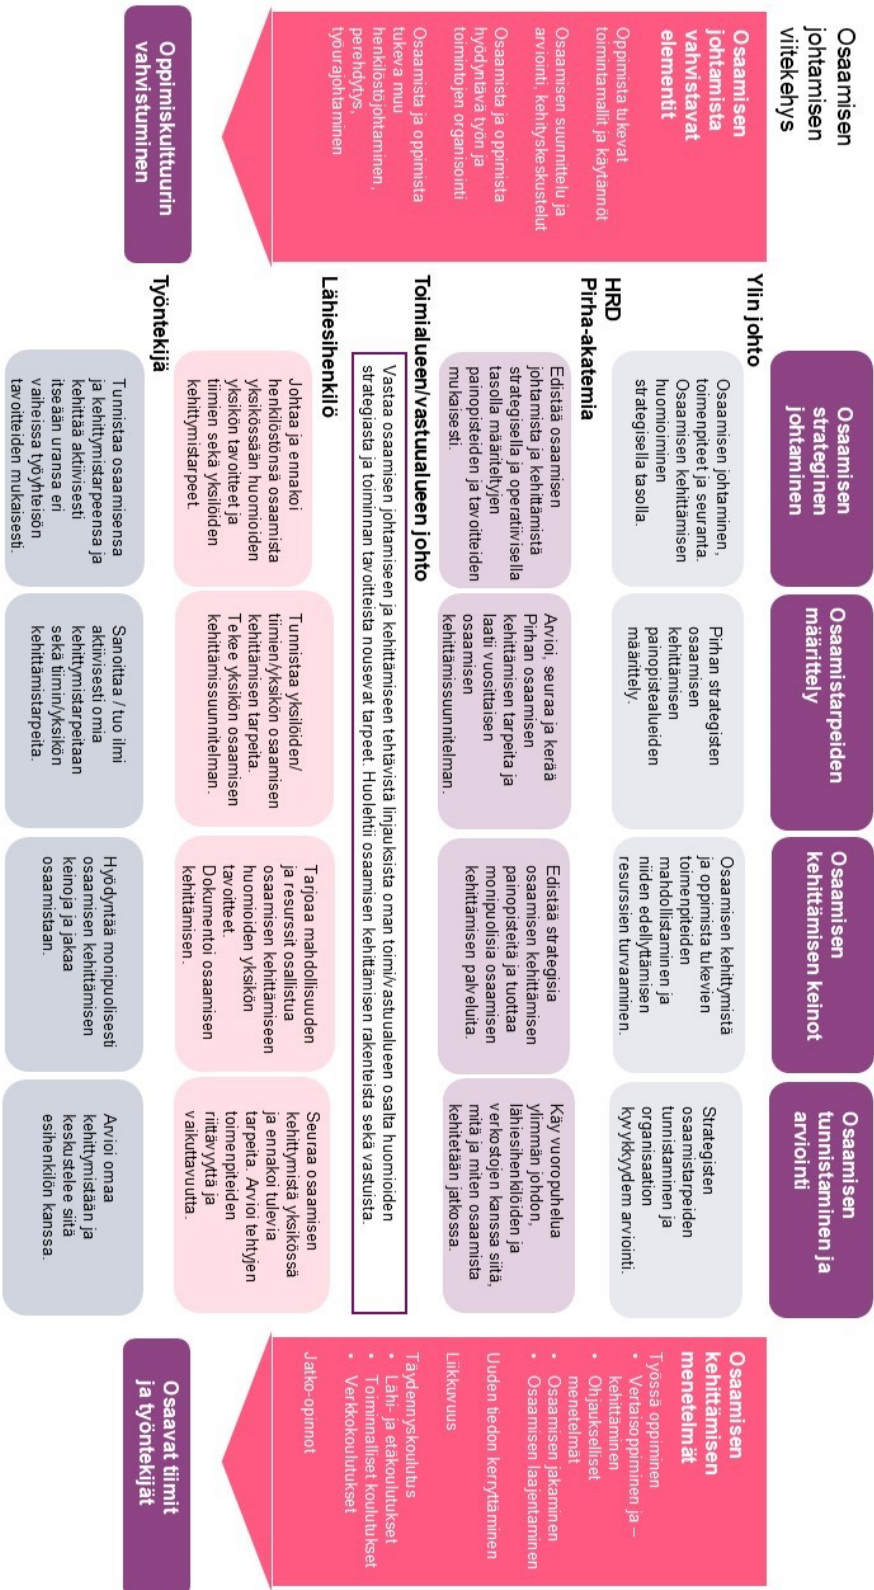 Osaamisen
johtamisen
viitekehys
Osaamisen
johtamista
vahvistavat
elementit
Oppimista tukevat
toimintamallit ja käytännöt
Osaamisen suunnittelu ja
arviointi, kehityskeskustelut
Osaamista ja oppimista
hyödyntävä työn ja
toimintojen organisointi
Osaamista ja oppimista
tukeva muu
henkilöstöjohtaminen,
perehdytys,
työurajohtaminen
Oppimiskulttuurin
vahvistuminen
Osaamisen
strateginen
johtaminen
Osaamistarpeiden
määrittely
Osaamisen
kehittämisen keinot
Osaamisen
tunnistaminen ja
arviointi
Ylin johto
Osaamisen johtaminen,
toimenpiteet ja seuranta.
Osaamisen kehittämisen
huomioiminen
strategisella tasolla.
Pirhan strategisten
osaamisen
kehittämisen
painopistealueiden
määrittely.
Osaamisen kehittymistä
ja oppimista tukevien
toimenpiteiden
mahdollistaminen ja
niiden edellyttämisen
resurssien turvaaminen.
Strategisten
osaamistarpeiden
tunnistaminen ja
organisaation
kyvykkyydem arviointi.
HRD
Pirha-akatemia
Edistää osaamisen
johtamista ja kehittämistä
strategisella ja operatiivisella
tasolla määriteltyjen
painopisteiden ja tavoitteiden
mukaisesti.
Arvioi, seuraa ja kerää
Pirhan osaamisen
kehittämisen tarpeita ja
laatii vuosittaisen
osaamisen
kehittämissuunnitelman.
Edistää strategisia
osaamisen kehittämisen
painopisteitä ja tuottaa
monipuolisia osaamisen
kehittämisen palveluita.
Käy vuoropuhelua
ylimmän johdon,
lähiesihenkilöiden ja
verkostojen kanssa siitä,
mitä ja miten osaamista
kehitetään jatkossa.
Toimialueen/vastuualueen johto
Vastaa osaamisen johtamiseen ja kehittämiseen tehtävistä linjauksista oman toimi/vastuualueen osalta huomioiden
strategiasta ja toiminnan tavoitteista nousevat tarpeet. Huolehtii osaamisen kehittämisen rakenteista sekä vastuista.
Lähiesihenkilö
Johtaa ja ennakoi
henkilöstönsä osaamista
yksikössään huomioiden
yksikön tavoitteet ja
tiimien sekä yksilöiden
kehittymistarpeet.
Tunnistaa yksilöiden/
tiimien/yksikön osaamisen
kehittämisen tarpeita.
Tekee yksikön osaamisen
kehittämissuunnitelman.
Tarjoaa mahdollisuuden
ja resurssit osallistua
osaamisen kehittämiseen
huomioiden yksikön
tavoitteet.
Dokumentoi osaamisen
kehittämisen.
Seuraa osaamisen
kehittymistä yksikössä
ja ennakoi tulevia
tarpeita. Arvioi tehtyjen
toimenpiteiden
riittävyyttä ja
vaikuttavuutta.
Työntekijä
Tunnistaa osaamisensa
ja kehittymistarpeensa ja
kehittää aktiivisesti
itseään uransa eri
vaiheissa työyhteisön
tavoitteiden mukaisesti.
Sanoittaa / tuo ilmi
aktiivisesti omia
kehittymistarpeitaan
sekä tiimin/yksikön
kehittämistarpeita.
Hyödyntää monipuolisesti
osaamisen kehittämisen
keinoja ja jakaa
osaamistaan.
Arvioi omaa
kehittymistään ja
keskustelee siitä
esihenkilön kanssa.
Osaamisen
kehittämisen
menetelmät
Työssä oppiminen
• Vertaisoppiminen ja –
kehittäminen
• Ohjaukselliset
menetelmät
• Osaamisen jakaminen
• Osaamisen laajentaminen
Uuden tiedon kerryttäminen
Liikkuvuus
Täydennyskoulutus
• Lähi- ja etäkoulutukset
• Toiminnalliset koulutukset
• Verkkokoulutukset
Jatko-opinnot
Osaavat tiimit
ja työntekijät